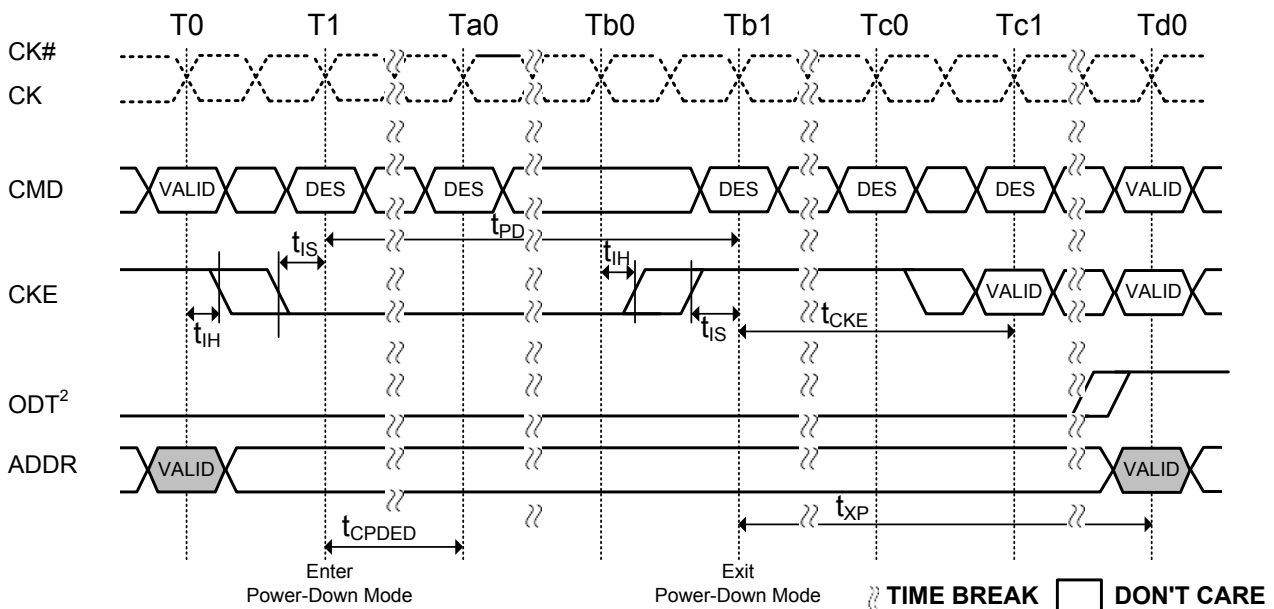 T0 T1 Ta0 Tb0 Tb1 Tc0 Tc1 Td0
CK#
CK
CMD VALID DES DES DES DES DES VALID
tPD
tIS tIH
CKE VALID VALID
tIH tIS tCKE
ODT2
ADDR VALID VALID
tCPDED tXP
Enter
Power-Down Mode
Exit
Power-Down Mode
TIME BREAK DON'T CARE